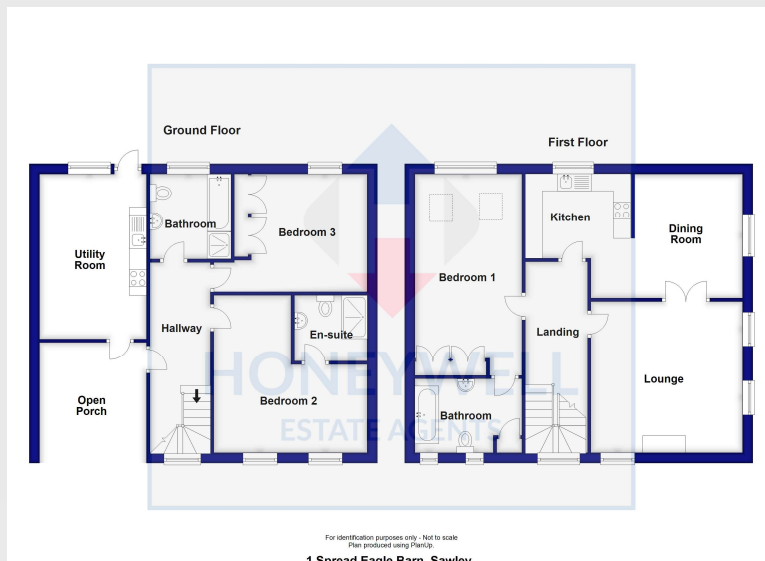 Ground Floor
First Floor
Bathroom
Bedroom 3
Utility
Room
Hallway
En-suite
Open
Porch
Bedroom 2
Kitchen
Dining
Room
Bedroom 1
Landing
Lounge
Bathroom
HONEYWELL
ESTATE AGENTS
For identification purposes only - Not to scale
Plan produced using PlanUp.
1 Spread Eagle Barn, Sawley